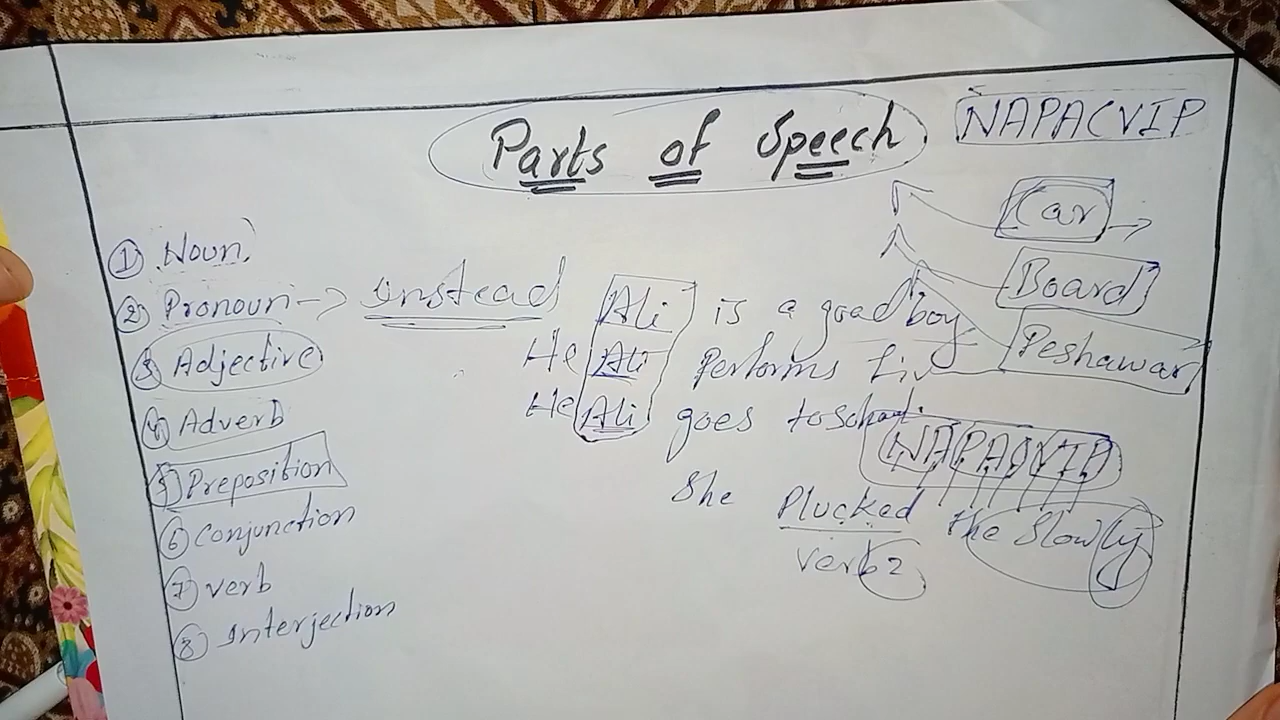 Parts of Speech
NAPACVIP
Car
Board
Peshawar
① Noun
② Pronoun → instead
③ Adjective
④ Adverb
⑤ Preposition
⑥ Conjunction
⑦ verb
⑧ Interjection
Ali is a good boy
He Ali Performs
He Ali goes to school.
NAPACVIP
She Plucked the Slowly
verb 2